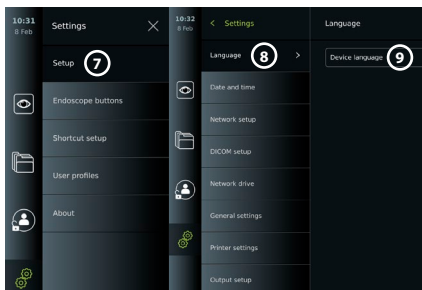 10:31
8 Feb
Settings
Setup
7
Endoscope buttons
Shortcut setup
User profiles
About
10:32
8 Feb
< Settings
Language
8
>
Date and time
Network setup
DICOM setup
Network drive
General settings
Printer settings
Output setup
Language
Device language
9